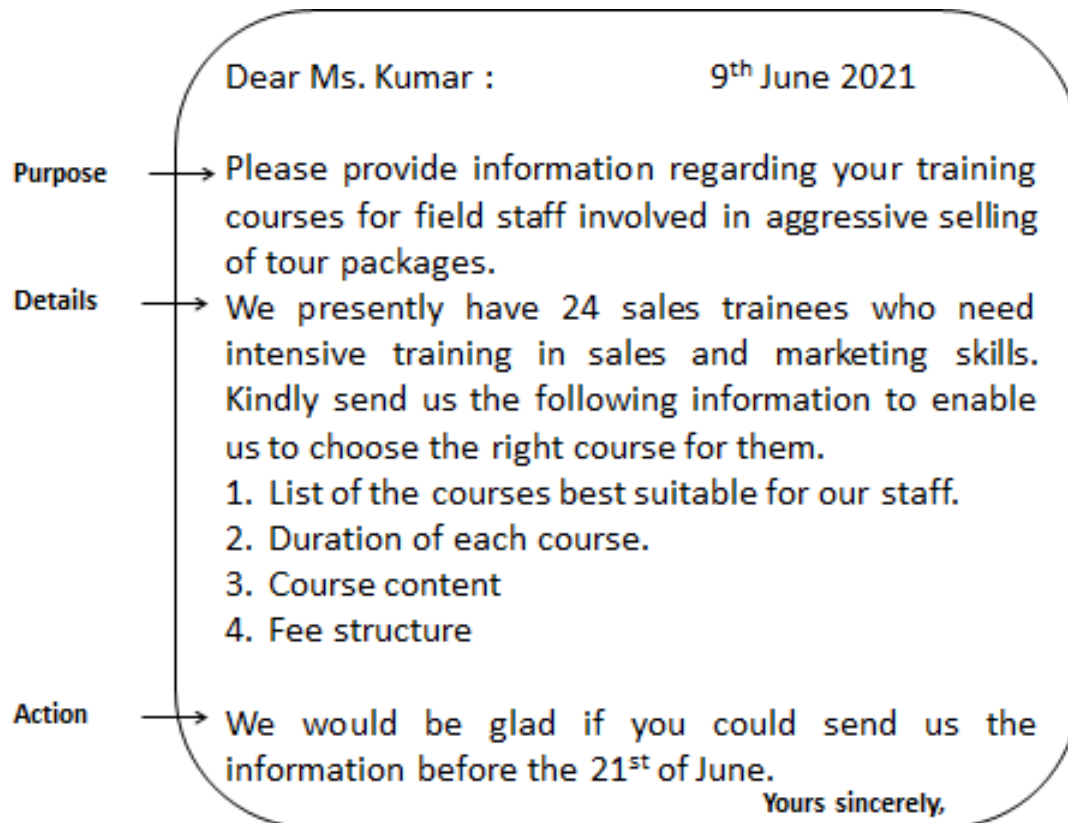 Dear Ms. Kumar : 9th June 2021
Purpose Please provide information regarding your training
courses for field staff involved in aggressive selling
of tour packages.
Details We presently have 24 sales trainees who need
intensive training in sales and marketing skills.
Kindly send us the following information to enable
us to choose the right course for them.
1. List of the courses best suitable for our staff.
2. Duration of each course.
3. Course content
4. Fee structure
Action We would be glad if you could send us the
information before the 21st of June.
Yours sincerely,